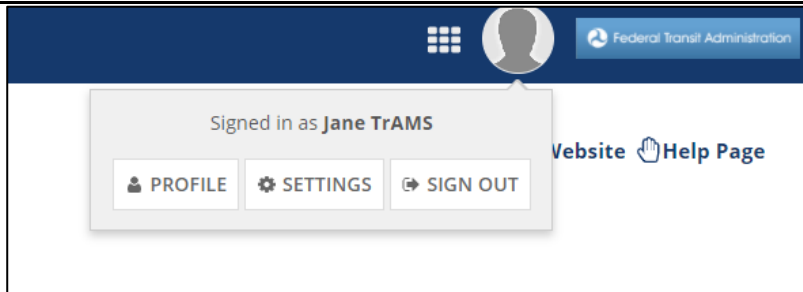 Federal Transit Administration
Signed in as Jane TrAMS
Website Help Page
PROFILE SETTINGS SIGN OUT